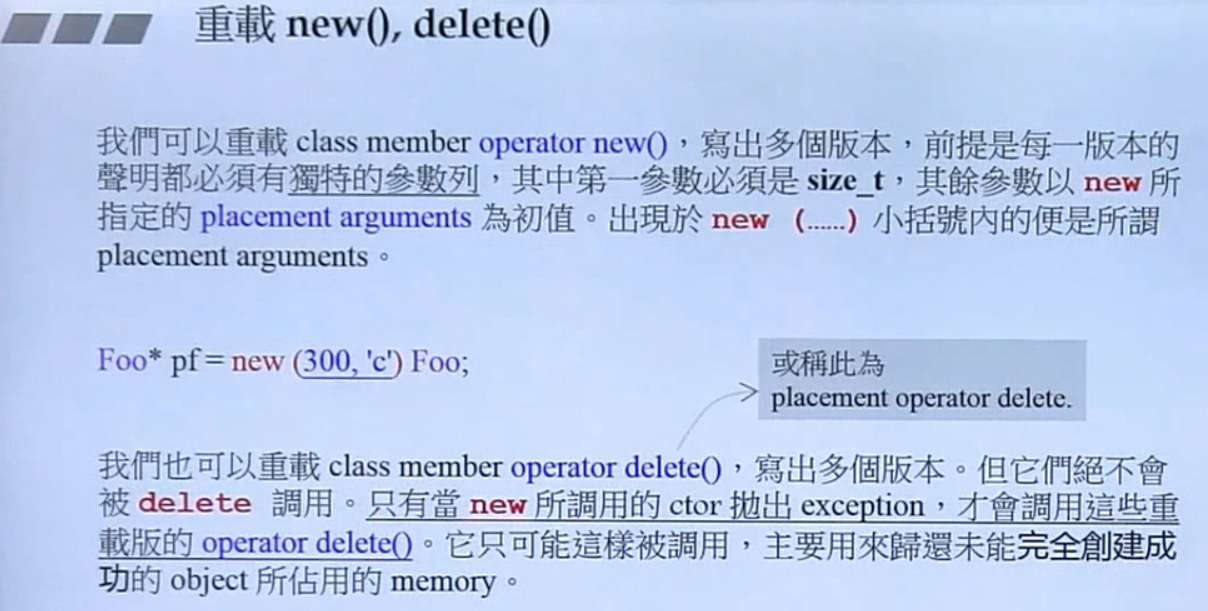 重載 new(), delete()
我們可以重載 class member operator new()，寫出多個版本，前提是每一版本的
聲明都必須有獨特的參數列，其中第一參數必須是 size_t，其餘參數以 new 所
指定的 placement arguments 為初值。出現於 new (......) 小括號內的便是所謂
placement arguments。
Foo* pf = new (300, 'c') Foo;
或稱此為
placement operator delete.
我們也可以重載 class member operator delete()，寫出多個版本。但它們絕不會
被 delete 調用。只有當 new 所調用的 ctor 拋出 exception，才會調用這些重
載版的 operator delete()。它只可能這樣被調用，主要用來歸還未能完全創建成
功的 object 所佔用的 memory。